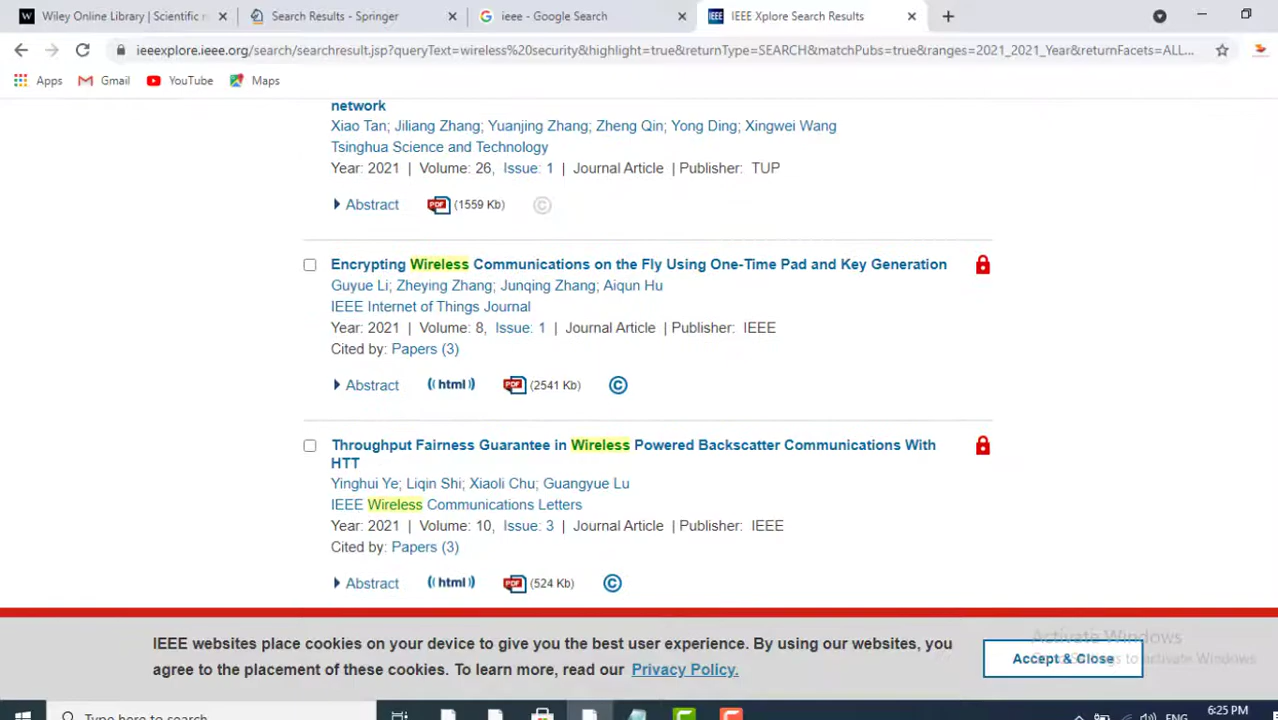 Wiley Online Library | Scientific r
Search Results - Springer
ieee - Google Search
IEEE Xplore Search Results
ieeexplore.ieee.org/search/searchresult.jsp?queryText=wireless%20security&highlight=true&returnType=SEARCH&matchPubs=true&ranges=2021_2021_Year&returnFacets=ALL...
Apps Gmail YouTube Maps
network
Xiao Tan; Jiliang Zhang; Yuanjing Zhang; Zheng Qin; Yong Ding; Xingwei Wang
Tsinghua Science and Technology
Year: 2021 | Volume: 26, Issue: 1 | Journal Article | Publisher: TUP
Abstract PDF (1559 Kb) ©
Encrypting Wireless Communications on the Fly Using One-Time Pad and Key Generation
Guyue Li; Zheying Zhang; Junqing Zhang; Aiqun Hu
IEEE Internet of Things Journal
Year: 2021 | Volume: 8, Issue: 1 | Journal Article | Publisher: IEEE
Cited by: Papers (3)
Abstract ((html)) PDF (2541 Kb) ©
Throughput Fairness Guarantee in Wireless Powered Backscatter Communications With
HTT
Yinghui Ye; Liqin Shi; Xiaoli Chu; Guangyue Lu
IEEE Wireless Communications Letters
Year: 2021 | Volume: 10, Issue: 3 | Journal Article | Publisher: IEEE
Cited by: Papers (3)
Abstract ((html)) PDF (524 Kb) ©
IEEE websites place cookies on your device to give you the best user experience. By using our websites, you
agree to the placement of these cookies. To learn more, read our Privacy Policy.
Accept & Close
Activate Windows
Go to Settings to activate Windows.
Type here to search
ENG
6:25 PM